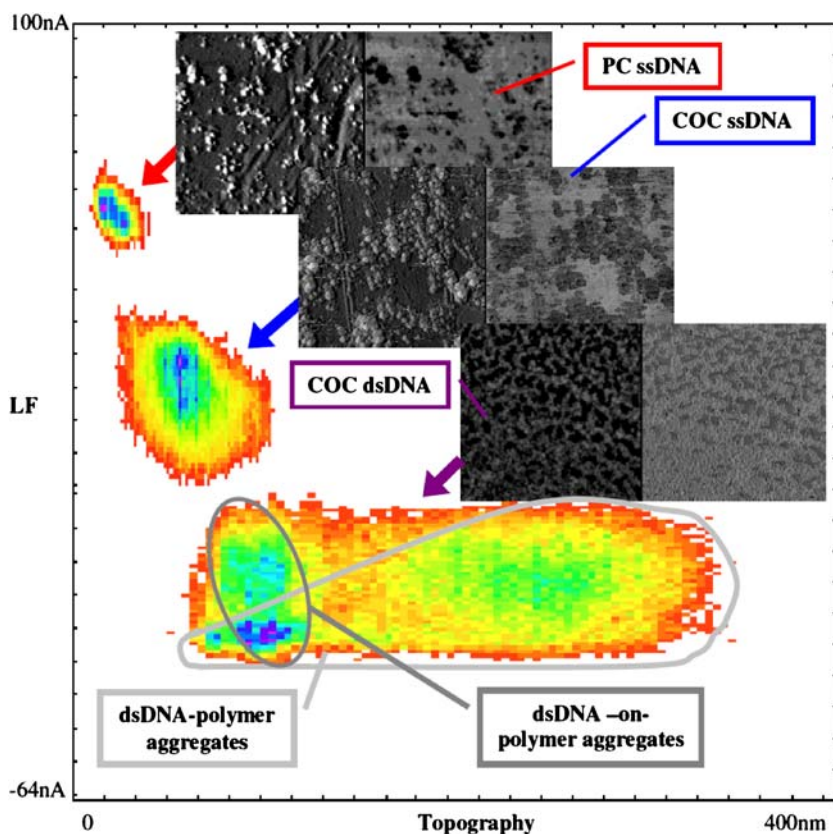 100nA
PC ssDNA
COC ssDNA
COC dsDNA
LF
dsDNA-polymer
aggregates
dsDNA –on-
polymer aggregates
-64nA
0
Topography
400nm